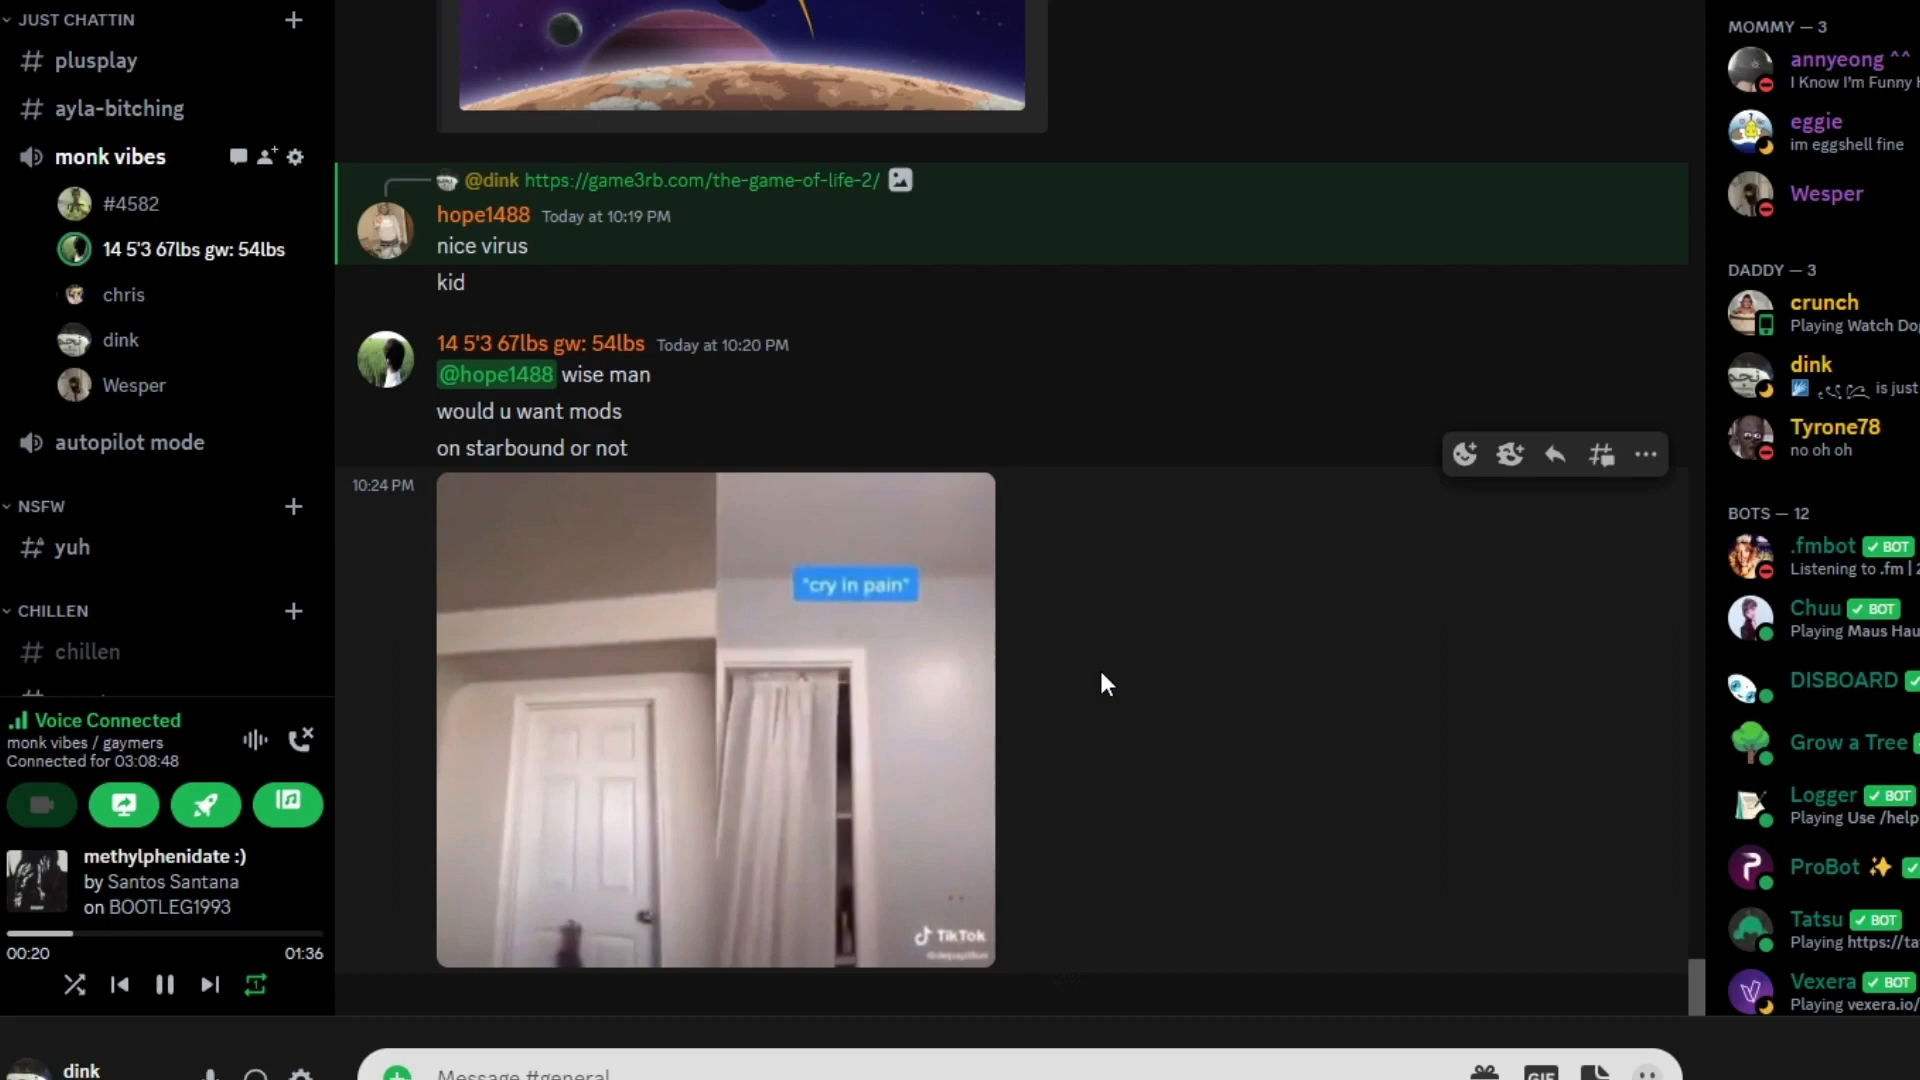 JUST CHATTIN
plusplay
ayla-bitching
monk vibes
#4582
14 5'3 67lbs gw: 54lbs
chris
dink
Wesper
autopilot mode
NSFW
yuh
CHILLEN
chillen
Voice Connected
monk vibes / gaymers
Connected for 03:08:48
methylphenidate :)
by Santos Santana
on BOOTLEG1993
00:20
01:36
dink
@dink https://game3rb.com/the-game-of-life-2/
hope1488 Today at 10:19 PM
nice virus
kid
14 5'3 67lbs gw: 54lbs Today at 10:20 PM
@hope1488 wise man
would u want mods
on starbound or not
10:24 PM
*cry in pain*
TikTok
Message #general
GIF
MOMMY — 3
annyeong ^^
I Know I'm Funny
eggie
im eggshell fine
Wesper
DADDY — 3
crunch
Playing Watch Do
dink
is just
Tyrone78
no oh oh
BOTS — 12
.fmbot BOT
Listening to .fm |
Chuu BOT
Playing Maus Hau
DISBOARD
Grow a Tree
Logger BOT
Playing Use /help
ProBot
Tatsu BOT
Playing https://ta
Vexera BOT
Playing vexera.io/